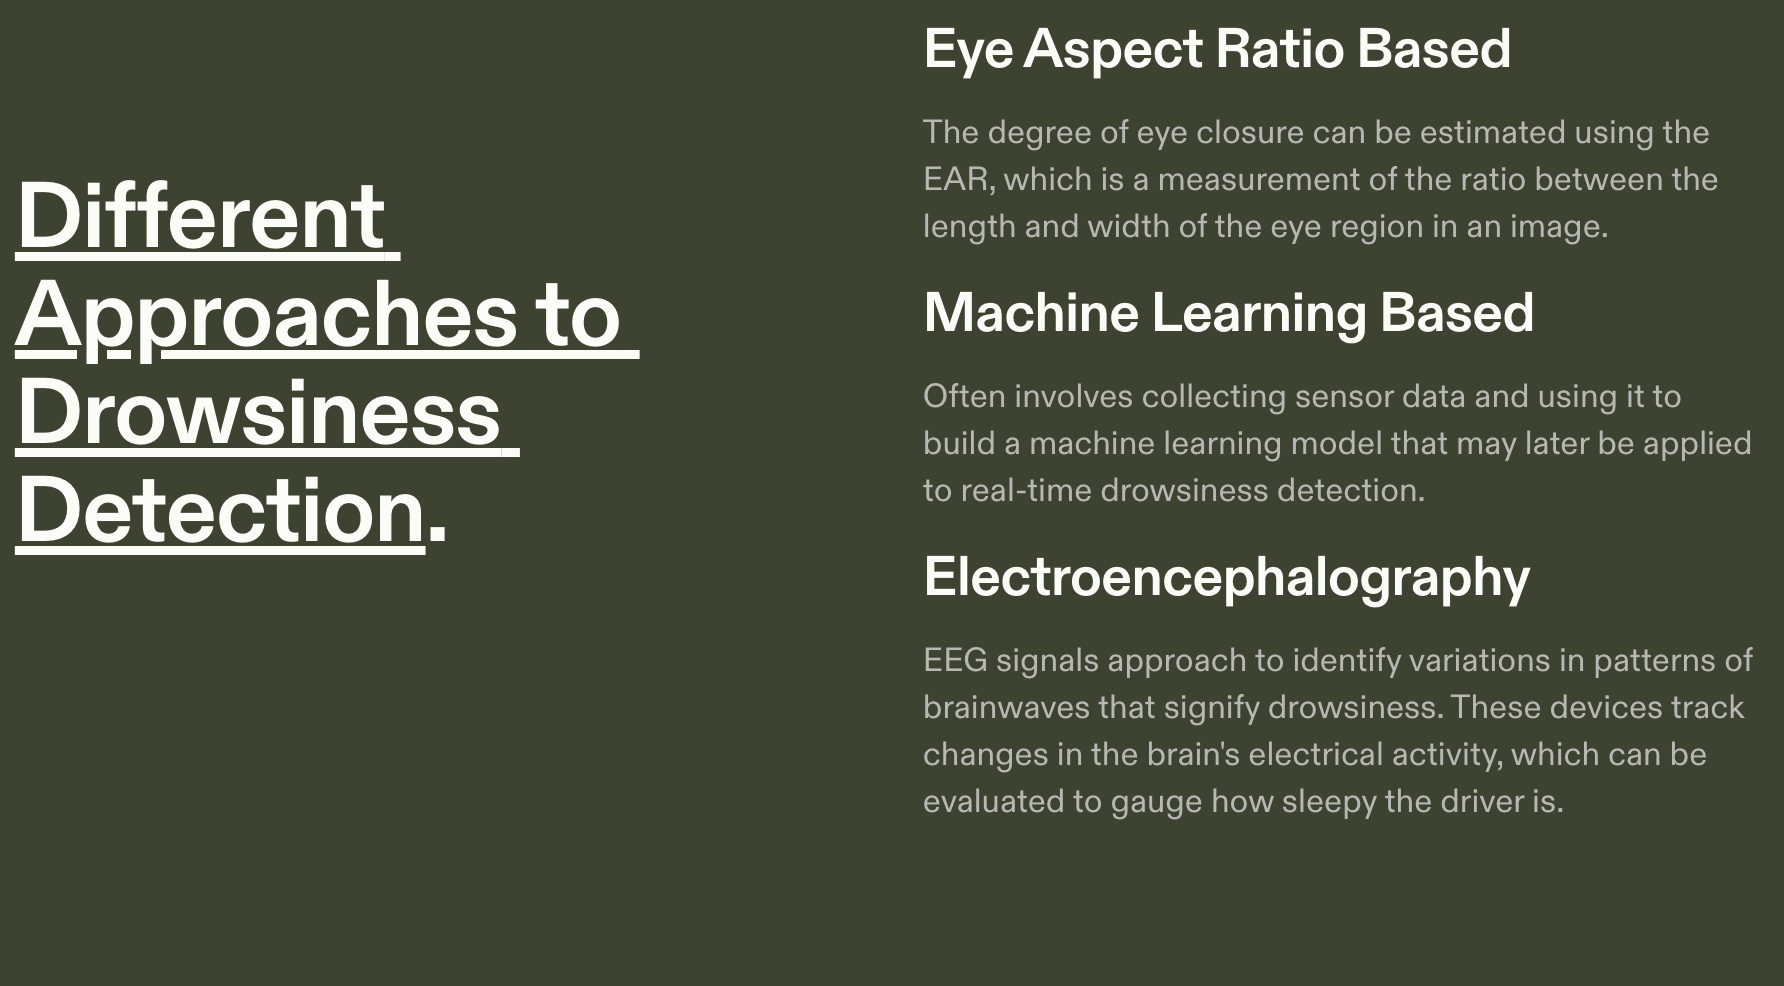 Different
Approaches to
Drowsiness
Detection.
Eye Aspect Ratio Based
The degree of eye closure can be estimated using the
EAR, which is a measurement of the ratio between the
length and width of the eye region in an image.
Machine Learning Based
Often involves collecting sensor data and using it to
build a machine learning model that may later be applied
to real-time drowsiness detection.
Electroencephalography
EEG signals approach to identify variations in patterns of
brainwaves that signify drowsiness. These devices track
changes in the brain's electrical activity, which can be
evaluated to gauge how sleepy the driver is.